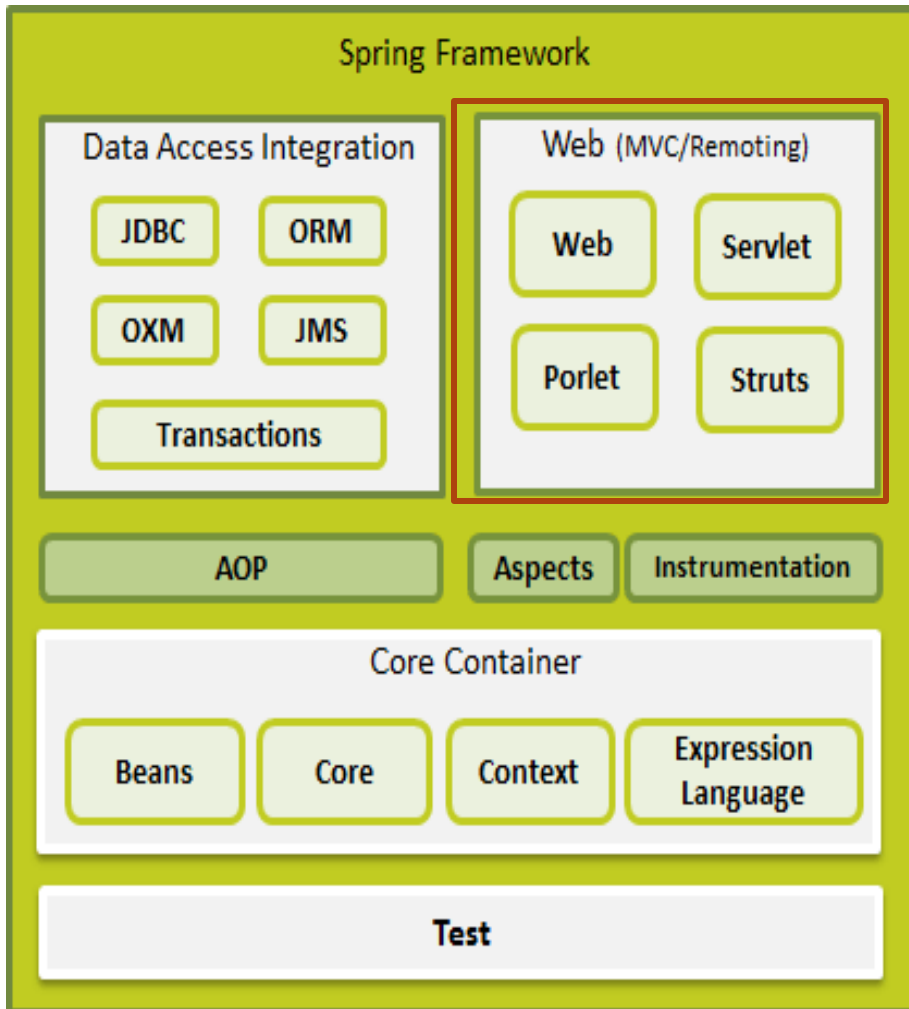 Spring Framework
Data Access Integration
JDBC
ORM
OXM
JMS
Transactions
Web (MVC/Remoting)
Web
Servlet
Porlet
Struts
AOP
Aspects
Instrumentation
Core Container
Beans
Core
Context
Expression
Language
Test